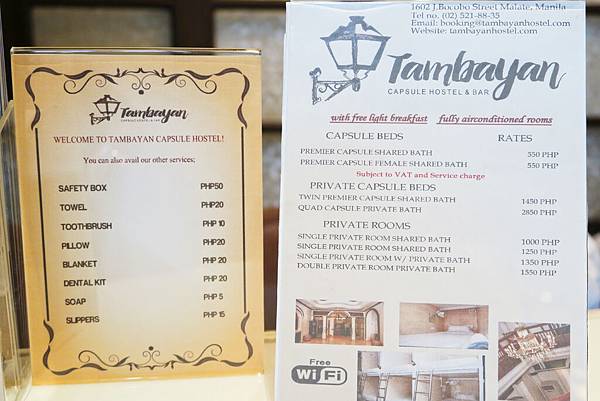 Tambayan
CAPSULE HOSTEL & BAR
WELCOME TO TAMBAYAN CAPSULE HOSTEL!
You can also avail our other services;
SAFETY BOX PHP50
TOWEL PHP20
TOOTHBRUSH PHP 10
PILLOW PHP20
BLANKET PHP 20
DENTAL KIT PHP 20
SOAP PHP 5
SLIPPERS PHP 15
1602 J.Bocobo Street Malate, Manila
Tel no. (02) 521-88-35
Email: booking@tambayanhostel.com
Website: tambayanhostel.com
Tambayan
CAPSULE HOSTEL & BAR
with free light breakfast fully airconditioned rooms
CAPSULE BEDS RATES
PREMIER CAPSULE SHARED BATH 550 PHP
PREMIER CAPSULE FEMALE SHARED BATH 550 PHP
Subject to VAT and Service charge
PRIVATE CAPSULE BEDS
TWIN PREMIER CAPSULE SHARED BATH 1450 PHP
QUAD CAPSULE PRIVATE BATH 2850 PHP
PRIVATE ROOMS
SINGLE PRIVATE ROOM SHARED BATH 1000 PHP
SINGLE PRIVATE ROOM SHARED BATH 1250 PHP
SINGLE PRIVATE ROOM W/ PRIVATE BATH 1350 PHP
DOUBLE PRIVATE ROOM PRIVATE BATH 1550 PHP
Free
WiFi